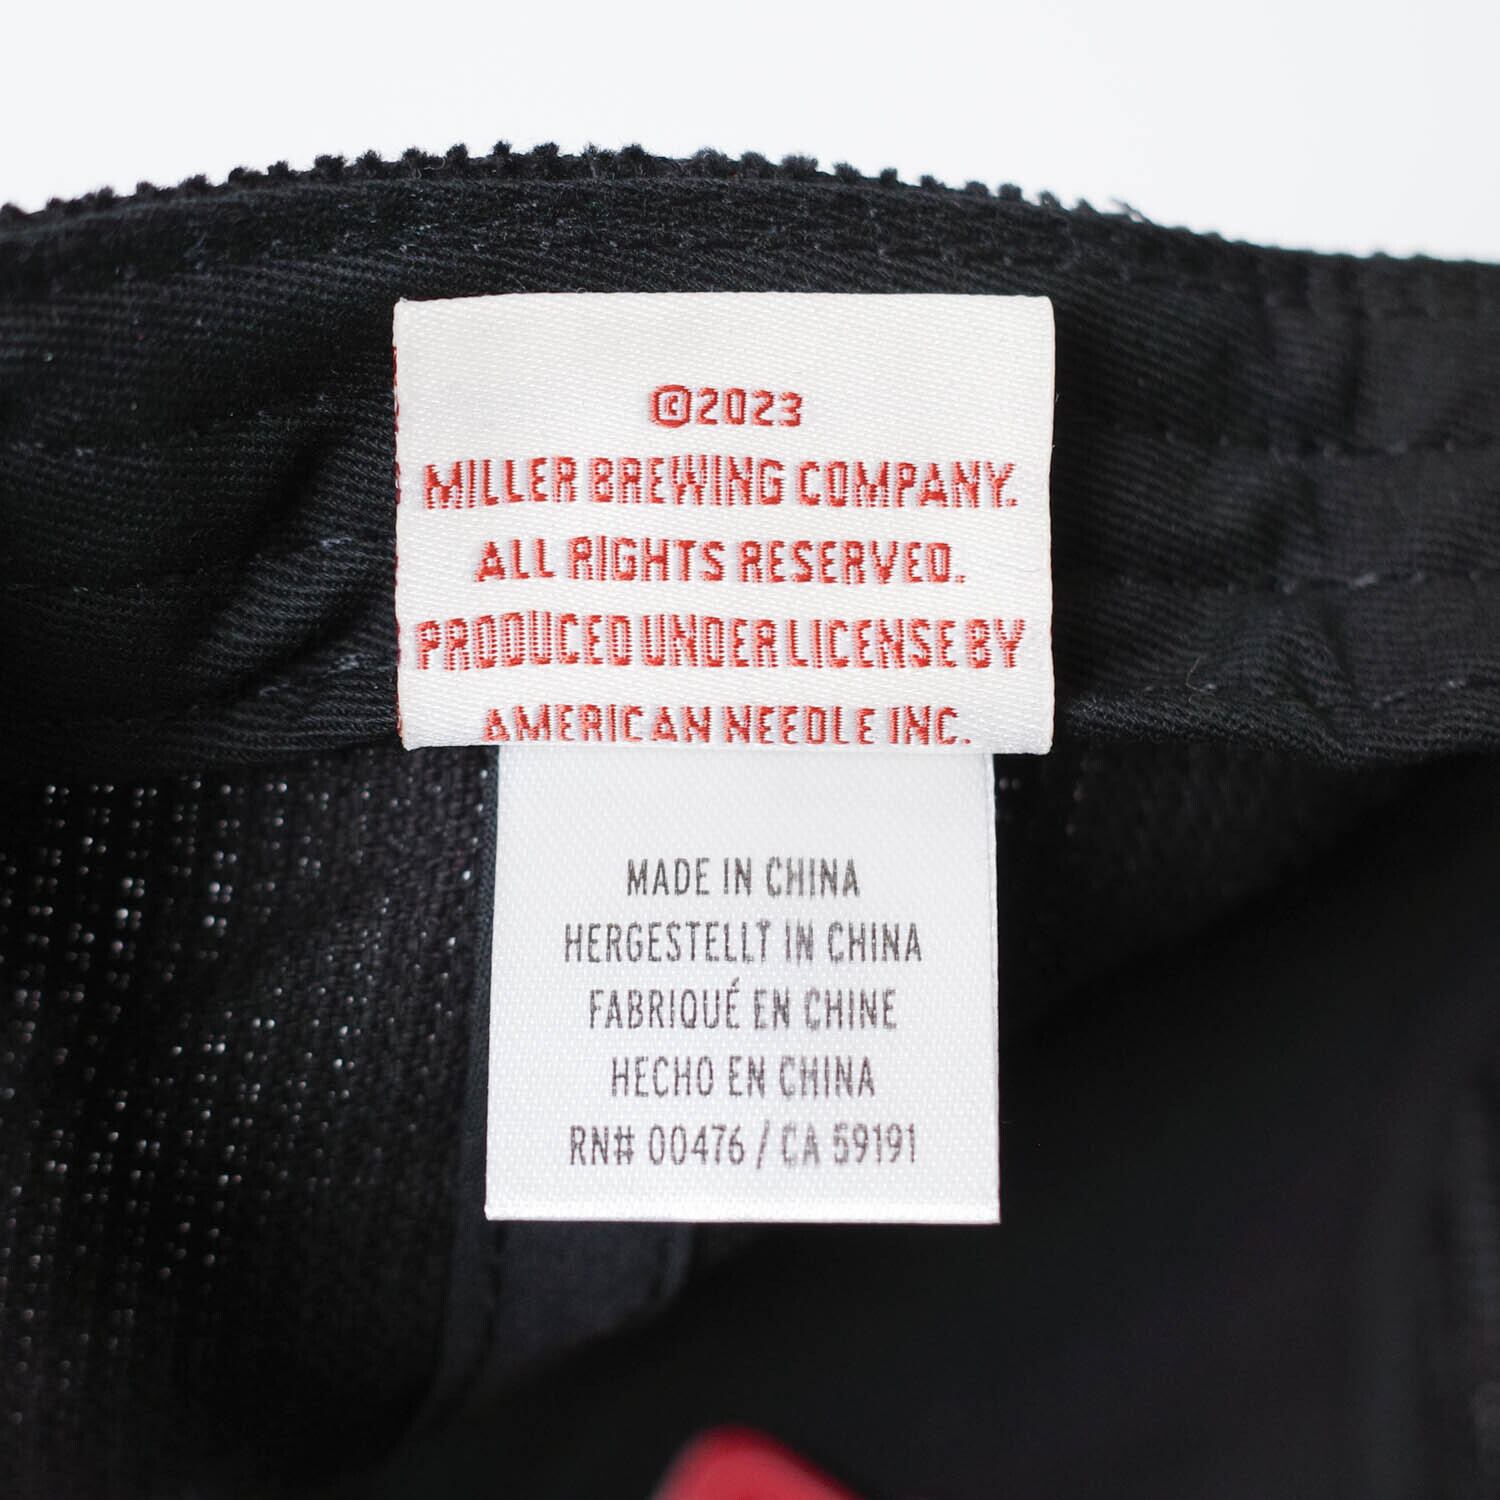 ©2023
MILLER BREWING COMPANY.
ALL RIGHTS RESERVED.
PRODUCED UNDER LICENSE BY
AMERICAN NEEDLE INC.
MADE IN CHINA
HERGESTELLT IN CHINA
FABRIQUÉ EN CHINE
HECHO EN CHINA
RN# 00476 / CA 59191